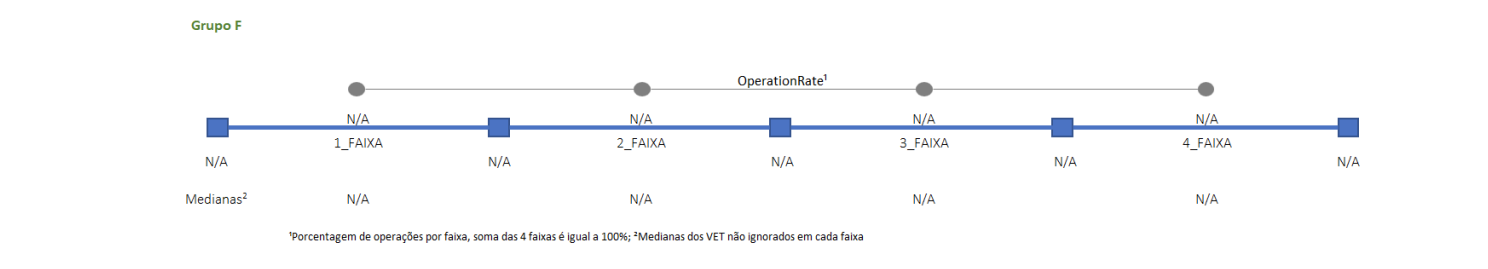 Grupo F
OperationRate¹
N/A N/A N/A N/A
1_FAIXA 2_FAIXA 3_FAIXA 4_FAIXA
N/A N/A N/A N/A N/A
Medianas² N/A N/A N/A N/A
¹Porcentagem de operações por faixa, soma das 4 faixas é igual a 100%; ²Medianas dos VET não ignorados em cada faixa